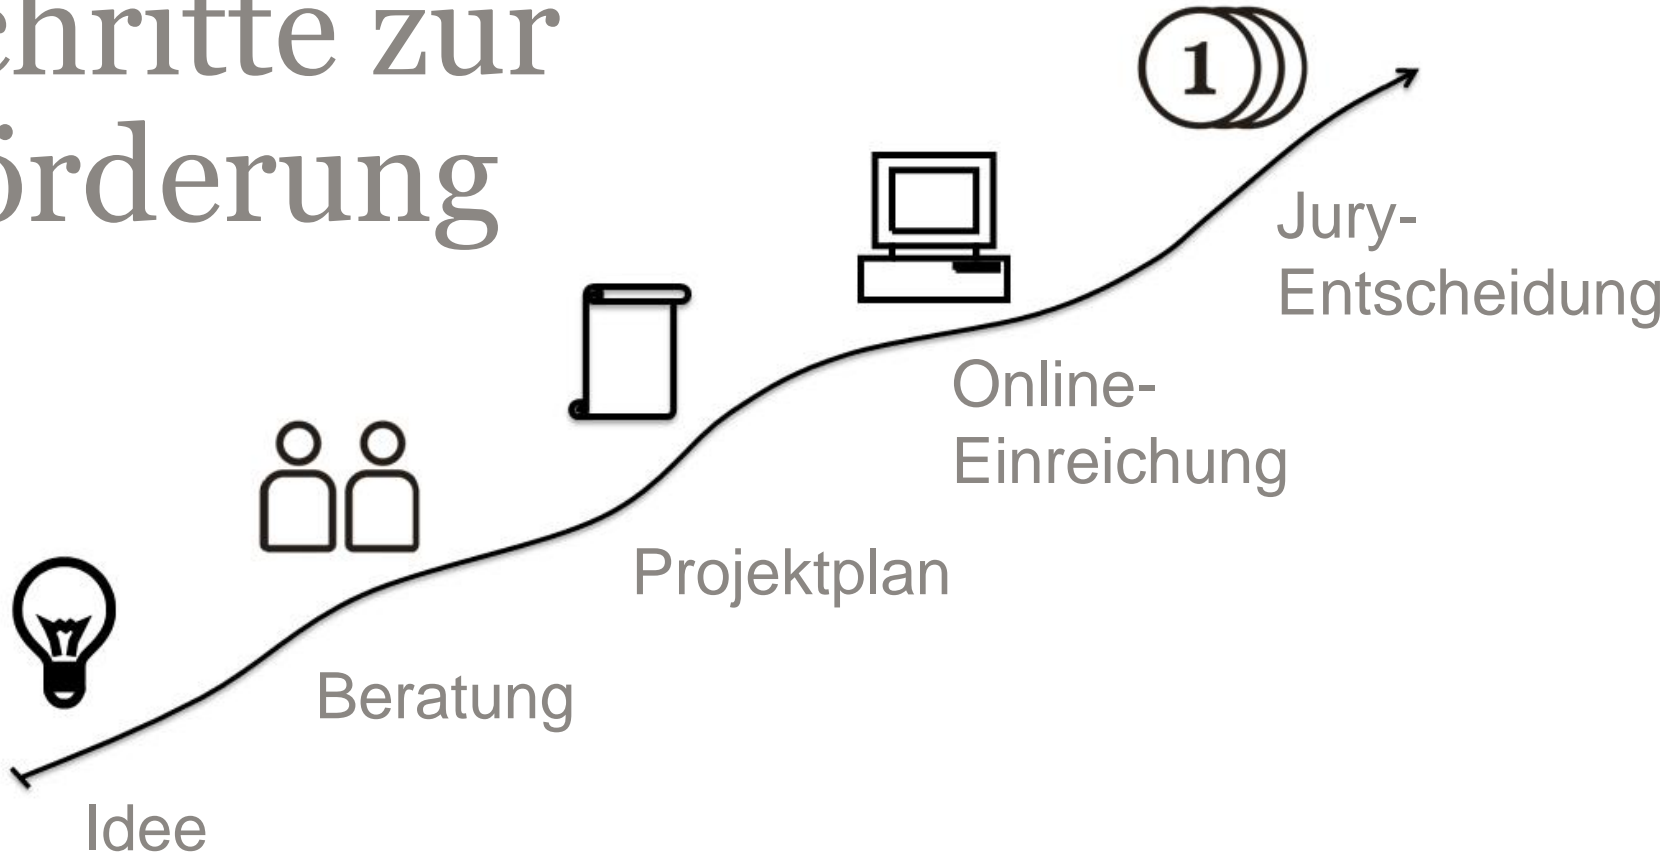 chritte zur
örderung
1
Jury-
Entscheidung
Online-
Einreichung
Projektplan
Beratung
Idee